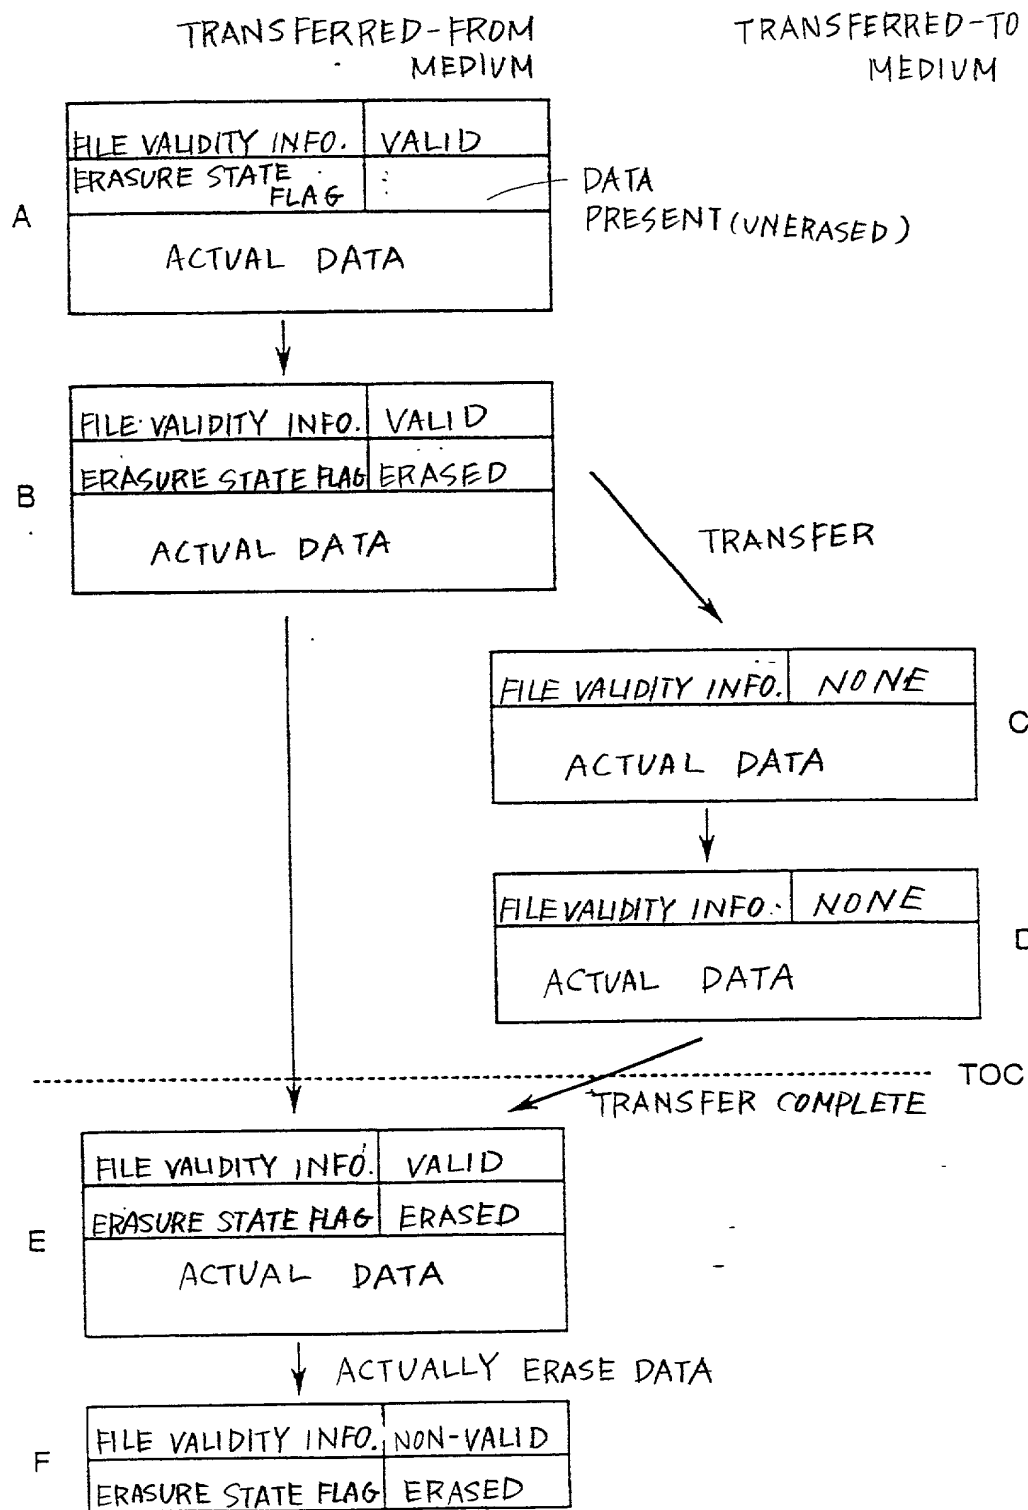 TRANSFERRED-FROM
MEDIUM
TRANSFERRED-TO
MEDIUM
A
FILE VALIDITY INFO. VALID
ERASURE STATE
FLAG :
DATA
PRESENT (UNERASED)
ACTUAL DATA
B
FILE VALIDITY INFO. VALID
ERASURE STATE FLAG ERASED
ACTUAL DATA
TRANSFER
FILE VALIDITY INFO. NONE
ACTUAL DATA
C
FILE VALIDITY INFO. NONE
ACTUAL DATA
D
TOC
TRANSFER COMPLETE
E
FILE VALIDITY INFO. VALID
ERASURE STATE FLAG ERASED
ACTUAL DATA
ACTUALLY ERASE DATA
F
FILE VALIDITY INFO. NON-VALID
ERASURE STATE FLAG ERASED